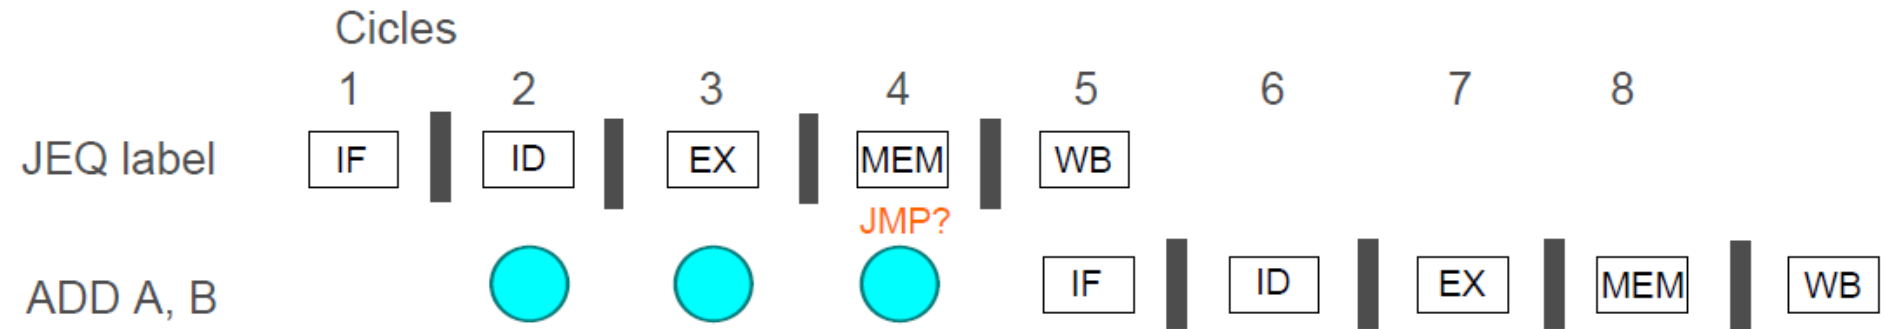 Cicles
1 2 3 4 5 6 7 8
JEQ label IF ID EX MEM WB
JMP?
ADD A, B IF ID EX MEM WB